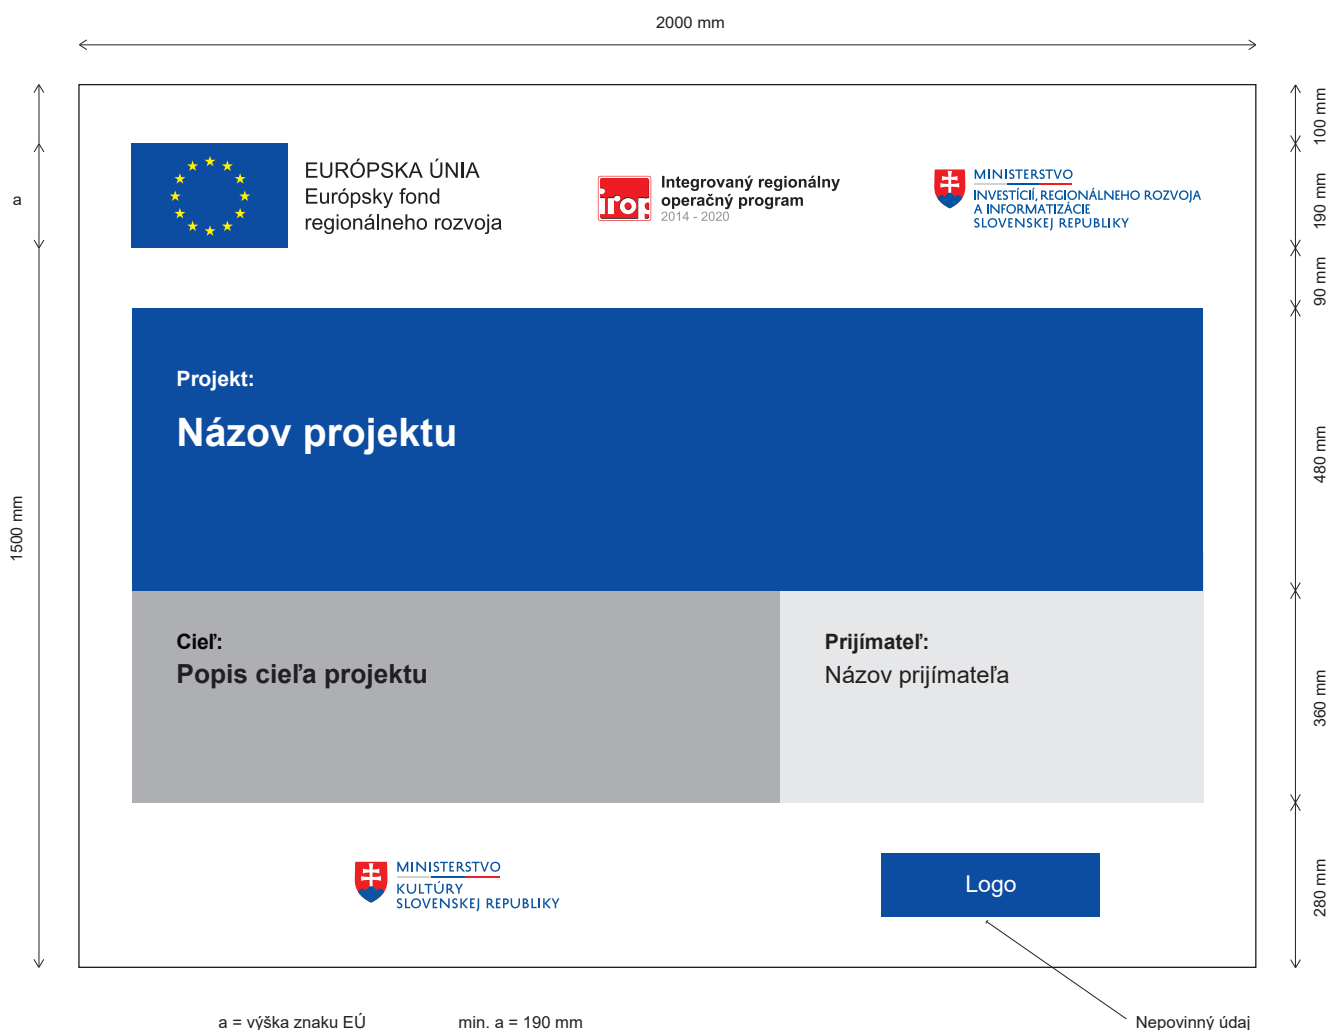 2000 mm
100 mm
a
EURÓPSKA ÚNIA
Európsky fond
regionálneho rozvoja
irop
Integrovaný regionálny
operačný program
2014 - 2020
MINISTERSTVO
INVESTÍCIÍ, REGIONÁLNEHO ROZVOJA
A INFORMATIZÁCIE
SLOVENSKEJ REPUBLIKY
190 mm
90 mm
Projekt:
Názov projektu
480 mm
1500 mm
Cieľ:
Popis cieľa projektu
Prijímateľ:
Názov prijímateľa
360 mm
MINISTERSTVO
KULTÚRY
SLOVENSKEJ REPUBLIKY
Logo
280 mm
a = výška znaku EÚ
min. a = 190 mm
Nepovinný údaj